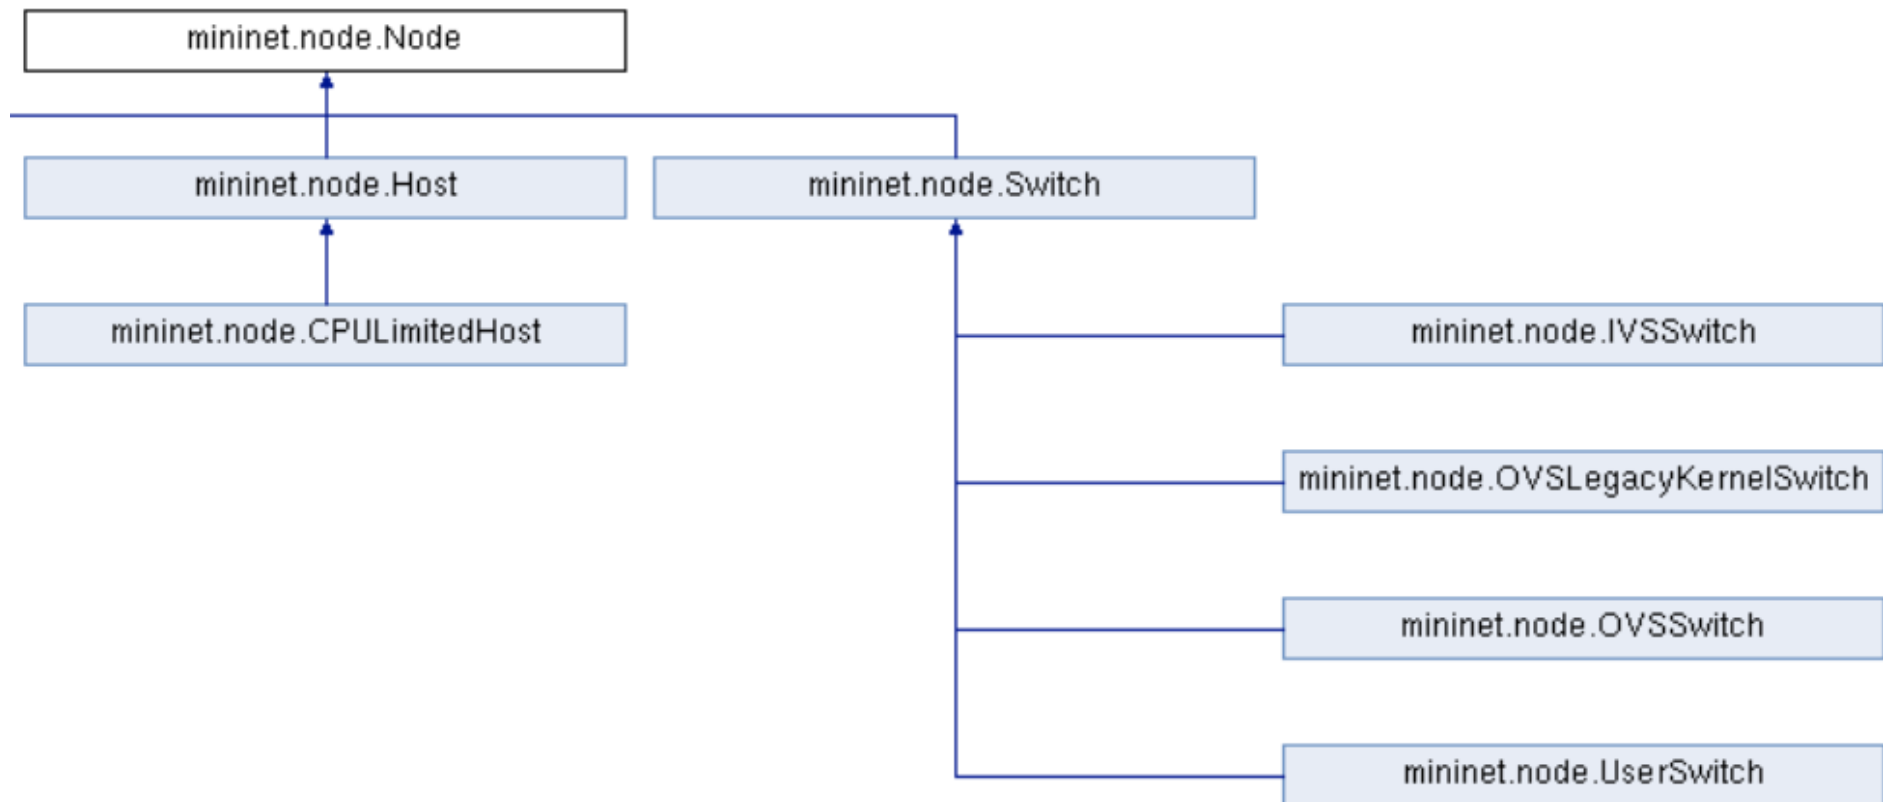 mininet.node.Node
mininet.node.Host
mininet.node.Switch
mininet.node.CPULimitedHost
mininet.node.IVSSwitch
mininet.node.OVSLegacyKernelSwitch
mininet.node.OVSSwitch
mininet.node.UserSwitch